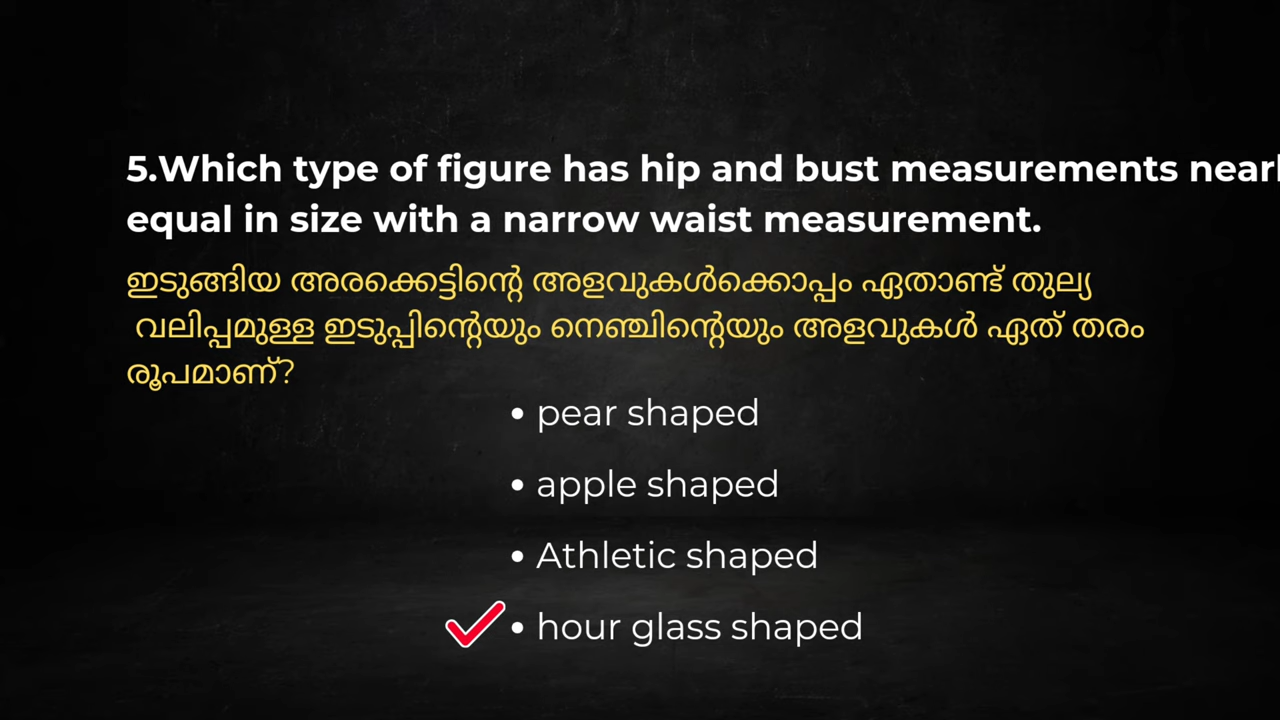 5.Which type of figure has hip and bust measurements
equal in size with a narrow waist measurement.
ഇടുങ്ങിയ അരക്കെട്ടിന്റെ അളവുകൾക്കൊപ്പം ഏതാണ്ട് തുല്യ
വലിപ്പമുള്ള ഇടുപ്പിന്റെയും നെഞ്ചിന്റെയും അളവുകൾ ഏത് തരം
രൂപമാണ്?
• pear shaped
• apple shaped
• Athletic shaped
• hour glass shaped